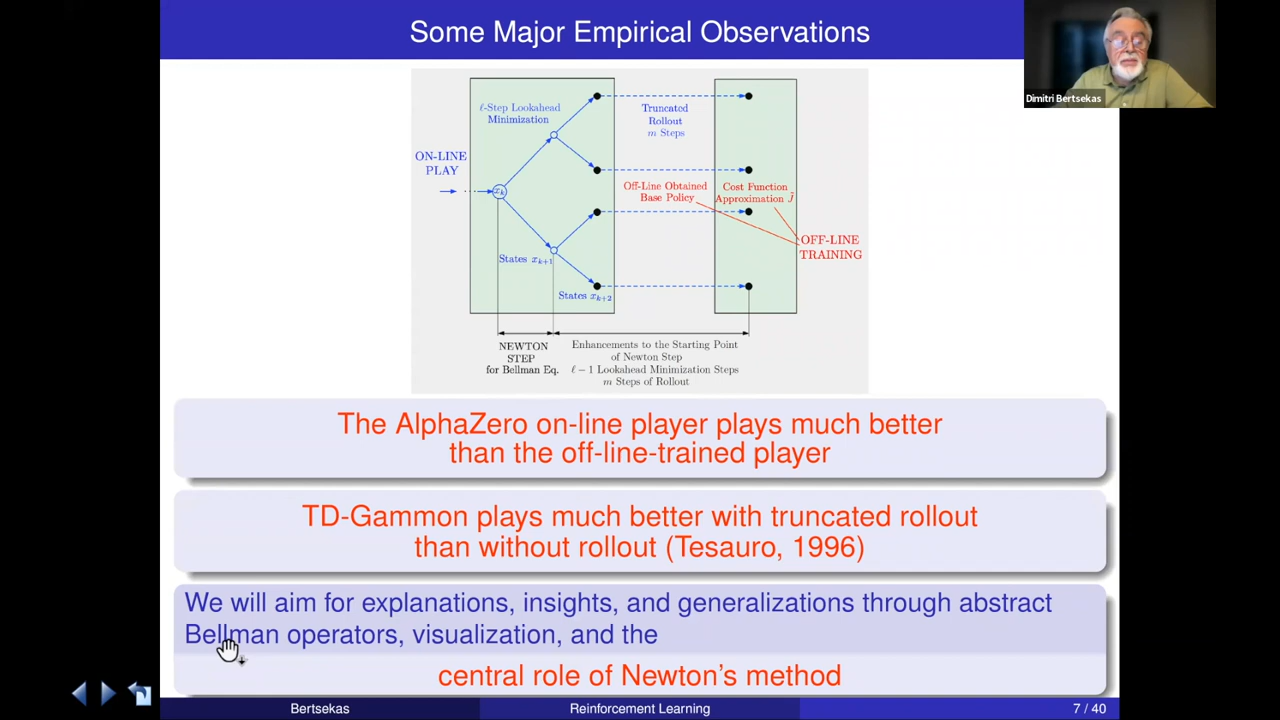 Some Major Empirical Observations
Dimitri Bertsekas
ℓ-Step Lookahead
Minimization
Truncated
Rollout
m Steps
ON-LINE
PLAY
x_k
Off-Line Obtained
Base Policy
Cost Function
Approximation J̃
OFF-LINE
TRAINING
States x_{k+1}
States x_{k+2}
NEWTON
STEP
for Bellman Eq.
Enhancements to the Starting Point
of Newton Step
ℓ − 1 Lookahead Minimization Steps
m Steps of Rollout
The AlphaZero on-line player plays much better
than the off-line-trained player
TD-Gammon plays much better with truncated rollout
than without rollout (Tesauro, 1996)
We will aim for explanations, insights, and generalizations through abstract
Bellman operators, visualization, and the
central role of Newton's method
Bertsekas
Reinforcement Learning
7 / 40